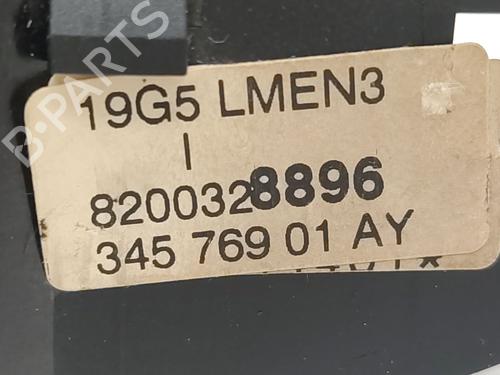 19G5 LMEN3
I
8200328896
345 769 01 AY
B-PARTS